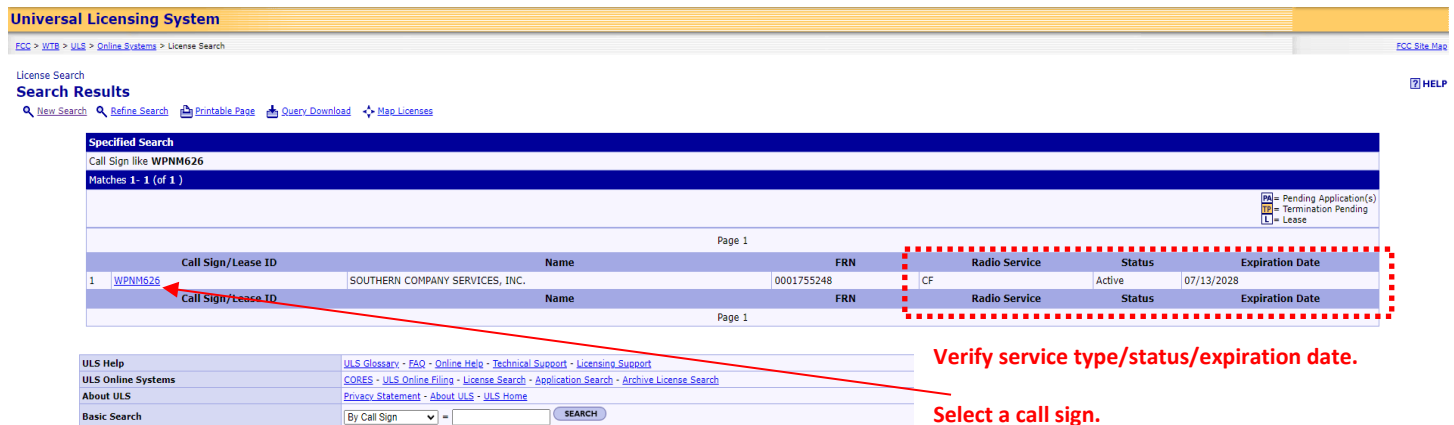 Universal Licensing System
FCC > WTB > ULS > Online Systems > License Search FCC Site Map
License Search
Search Results ? HELP
New Search Refine Search Printable Page Query Download Map Licenses
Specified Search
Call Sign like WPNM626
Matches 1- 1 (of 1 )
PA = Pending Application(s)
TP = Termination Pending
L = Lease
Page 1
Call Sign/Lease ID Name FRN Radio Service Status Expiration Date
1 WPNM626 SOUTHERN COMPANY SERVICES, INC. 0001755248 CF Active 07/13/2028
Call Sign/Lease ID Name FRN Radio Service Status Expiration Date
Page 1
Verify service type/status/expiration date.
ULS Help ULS Glossary - FAQ - Online Help - Technical Support - Licensing Support
ULS Online Systems CORES - ULS Online Filing - License Search - Application Search - Archive License Search
About ULS Privacy Statement - About ULS - ULS Home
Basic Search By Call Sign = SEARCH
Select a call sign.